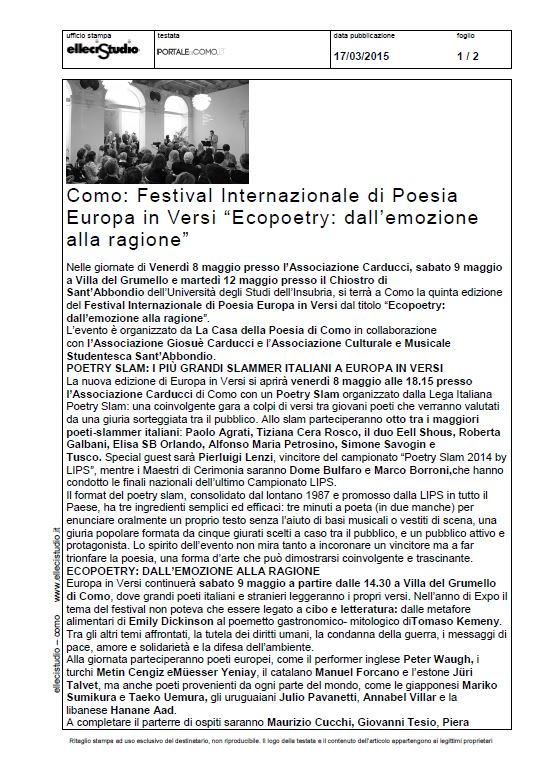 ufficio stampa
ellecistudio
testata
PORTALE di COMO.IT
data pubblicazione
17/03/2015
foglio
1 / 2
Como: Festival Internazionale di Poesia
Europa in Versi “Ecopoetry: dall’emozione
alla ragione”
Nelle giornate di Venerdì 8 maggio presso l’Associazione Carducci, sabato 9 maggio
a Villa del Grumello e martedì 12 maggio presso il Chiostro di
Sant’Abbondio dell’Università degli Studi dell’Insubria, si terrà a Como la quinta edizione
del Festival Internazionale di Poesia Europa in Versi dal titolo “Ecopoetry:
dall’emozione alla ragione”.
L’evento è organizzato da La Casa della Poesia di Como in collaborazione
con l’Associazione Giosuè Carducci e l’Associazione Culturale e Musicale
Studentesca Sant’Abbondio.
POETRY SLAM: I PIÙ GRANDI SLAMMER ITALIANI A EUROPA IN VERSI
La nuova edizione di Europa in Versi si aprirà venerdì 8 maggio alle 18.15 presso
l’Associazione Carducci di Como con un Poetry Slam organizzato dalla Lega Italiana
Poetry Slam: una coinvolgente gara a colpi di versi tra giovani poeti che verranno valutati
da una giuria sorteggiata tra il pubblico. Allo slam parteciperanno otto tra i maggiori
poeti-slammer italiani: Paolo Agrati, Tiziana Cera Rosco, il duo Eell Shous, Roberta
Galbani, Elisa SB Orlando, Alfonso Maria Petrosino, Simone Savogin e
Tusco. Special guest sarà Pierluigi Lenzi, vincitore del campionato “Poetry Slam 2014 by
LIPS”, mentre i Maestri di Cerimonia saranno Dome Bulfaro e Marco Borroni,che hanno
condotto le finali nazionali dell’ultimo Campionato LIPS.
Il format del poetry slam, consolidato dal lontano 1987 e promosso dalla LIPS in tutto il
Paese, ha tre ingredienti semplici ed efficaci: tre minuti a poeta (in due manche) per
enunciare oralmente un proprio testo senza l’aiuto di basi musicali o vestiti di scena, una
giuria popolare formata da cinque giurati scelti a caso tra il pubblico, e un pubblico attivo e
protagonista. Lo spirito dell’evento non mira tanto a incoronare un vincitore ma a far
trionfare la poesia, una forma d’arte che può dimostrarsi coinvolgente e trascinante.
ECOPOETRY: DALL’EMOZIONE ALLA RAGIONE
Europa in Versi continuerà sabato 9 maggio a partire dalle 14.30 a Villa del Grumello
di Como, dove grandi poeti italiani e stranieri leggeranno i propri versi. Nell’anno di Expo il
tema del festival non poteva che essere legato a cibo e letteratura: dalle metafore
alimentari di Emily Dickinson al poemetto gastronomico- mitologico diTomaso Kemeny.
Tra gli altri temi affrontati, la tutela dei diritti umani, la condanna della guerra, i messaggi di
pace, amore e solidarietà e la difesa dell’ambiente.
Alla giornata parteciperanno poeti europei, come il performer inglese Peter Waugh, i
turchi Metin Cengiz eMüesser Yeniay, il catalano Manuel Forcano e l’estone Jüri
Talvet, ma anche poeti provenienti da ogni parte del mondo, come le giapponesi Mariko
Sumikura e Taeko Uemura, gli uruguaiani Julio Pavanetti, Annabel Villar e la
libanese Hanane Aad.
A completare il parterre di ospiti saranno Maurizio Cucchi, Giovanni Tesio, Piera
ellecistudio – como www.ellecistudio.it
Ritaglio stampa ad uso esclusivo del destinatario, non riproducibile. Il logo della testata e il contenuto dell'articolo appartengono ai legittimi proprietari